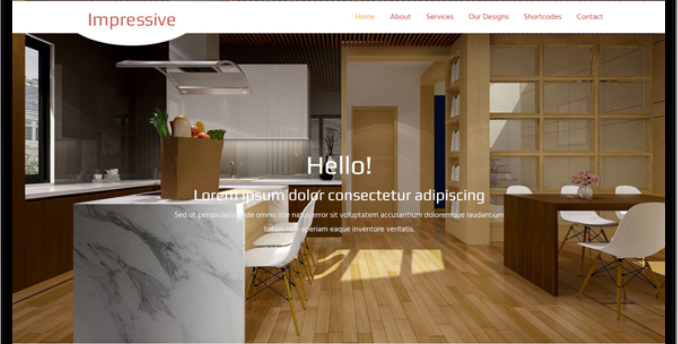 Impressive
Home About Services Our Designs Shortcodes Contact
Hello!
Lorem ipsum dolor consectetur adipiscing
Sed ut perspiciatis unde omnis iste natus error sit voluptatem accusantium doloremque laudantium
totam rem aperiam eaque inventore veritatis.